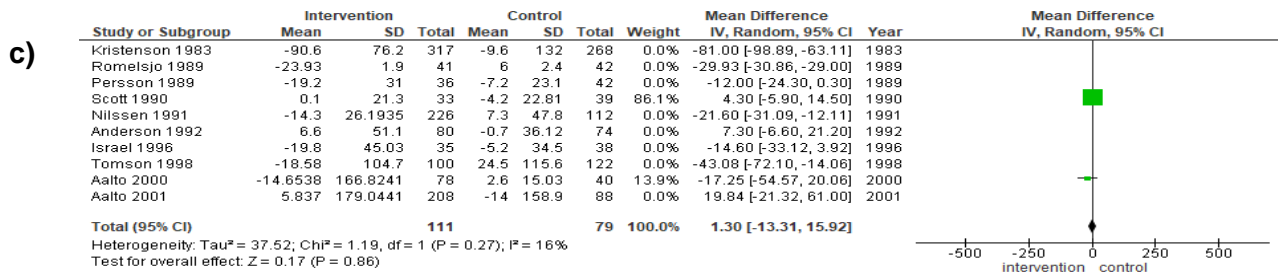 c)
Intervention Control Mean Difference Mean Difference
Study or Subgroup Mean SD Total Mean SD Total Weight IV, Random, 95% CI Year IV, Random, 95% CI
Kristenson 1983 -90.6 76.2 317 -9.6 132 268 0.0% -81.00 [-98.89, -63.11] 1983
Romelsjo 1989 -23.93 1.9 41 6 2.4 42 0.0% -29.93 [-30.86, -29.00] 1989
Persson 1989 -19.2 31 36 -7.2 23.1 42 0.0% -12.00 [-24.30, 0.30] 1989
Scott 1990 0.1 21.3 33 -4.2 22.81 39 86.1% 4.30 [-5.90, 14.50] 1990
Nilssen 1991 -14.3 26.1935 226 7.3 47.8 112 0.0% -21.60 [-31.09, -12.11] 1991
Anderson 1992 6.6 51.1 80 -0.7 36.12 74 0.0% 7.30 [-6.60, 21.20] 1992
Israel 1996 -19.8 45.03 35 -5.2 34.5 38 0.0% -14.60 [-33.12, 3.92] 1996
Tomson 1998 -18.58 104.7 100 24.5 115.6 122 0.0% -43.08 [-72.10, -14.06] 1998
Aalto 2000 -14.6538 166.8241 78 2.6 15.03 40 13.9% -17.25 [-54.57, 20.06] 2000
Aalto 2001 5.837 179.0441 208 -14 158.9 88 0.0% 19.84 [-21.32, 61.00] 2001
Total (95% CI) 111 79 100.0% 1.30 [-13.31, 15.92]
Heterogeneity: Tau² = 37.52; Chi² = 1.19, df = 1 (P = 0.27); I² = 16%
Test for overall effect: Z = 0.17 (P = 0.86)
-500 -250 0 250 500
intervention control